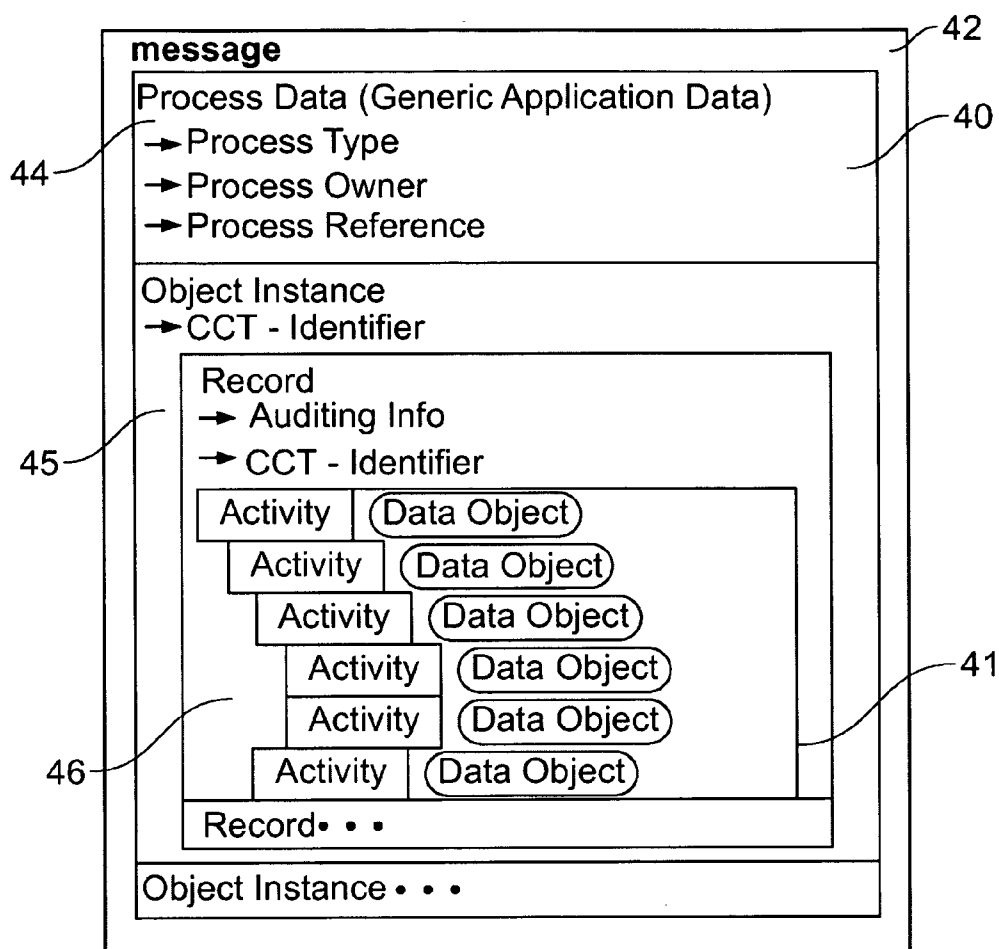 42
message
Process Data (Generic Application Data)
40
44
→ Process Type
→ Process Owner
→ Process Reference
Object Instance
→ CCT - Identifier
Record
45
→ Auditing Info
→ CCT - Identifier
Activity Data Object
Activity Data Object
Activity Data Object
Activity Data Object
41
Activity Data Object
46
Activity Data Object
Record • • •
Object Instance • • •